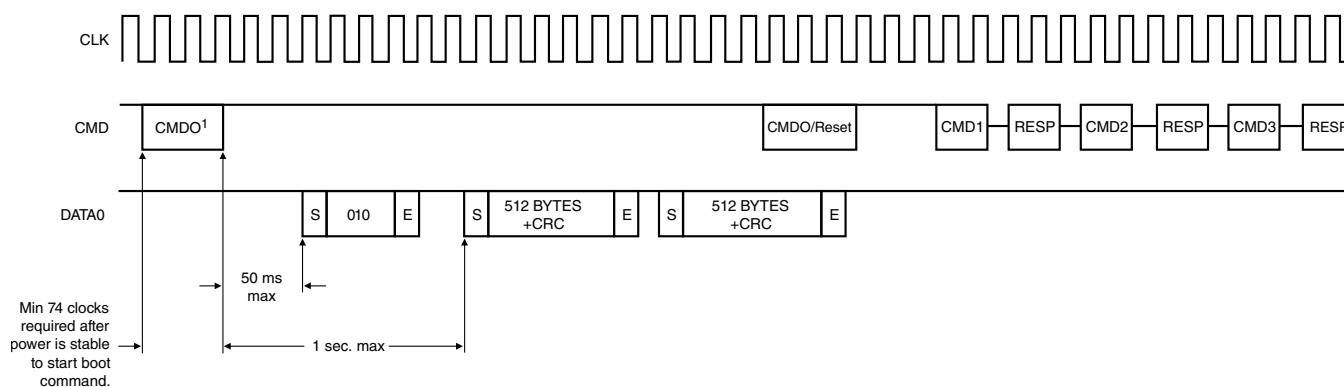 CLK
CMD
CMDO¹
CMDO/Reset
CMD1
RESP
CMD2
RESP
CMD3
RESP
DATA0
S
010
E
S
512 BYTES
+CRC
E
S
512 BYTES
+CRC
E
50 ms
max
Min 74 clocks
required after
power is stable
to start boot
command.
1 sec. max